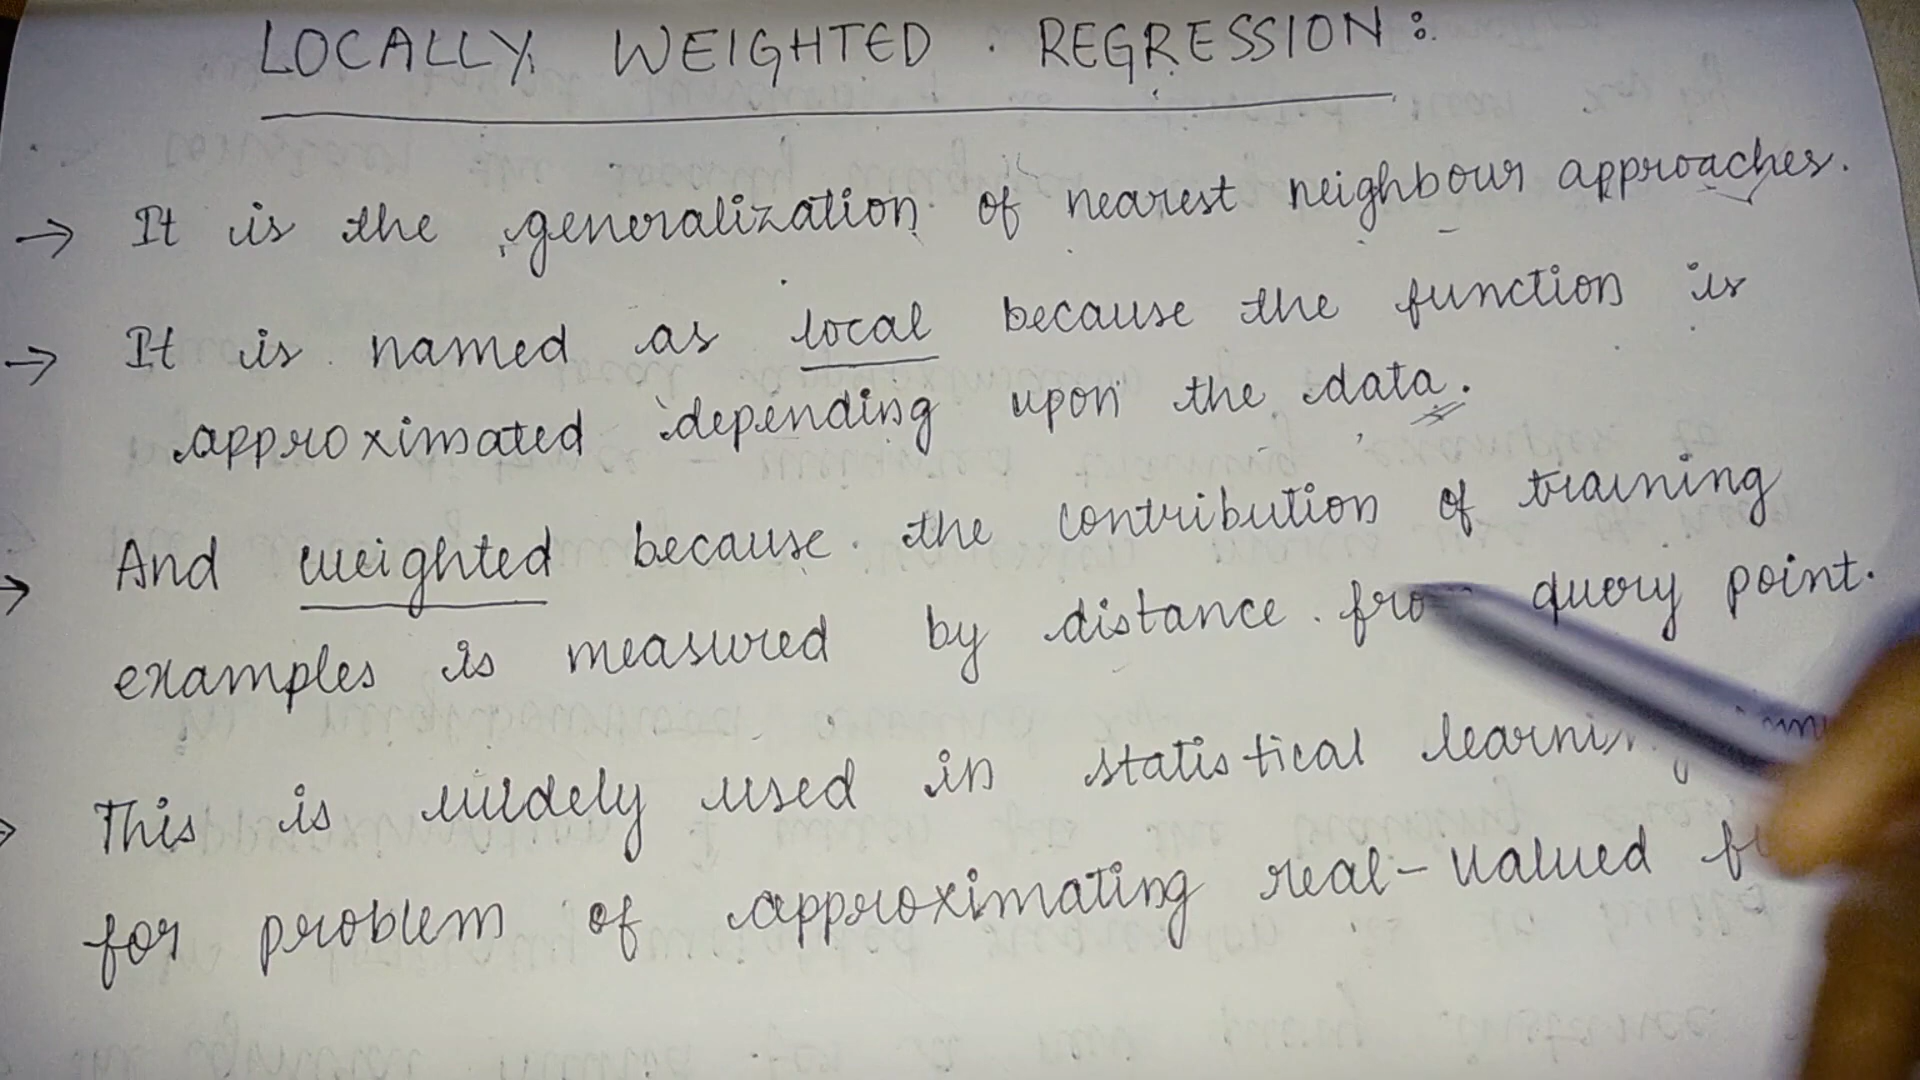 LOCALLY WEIGHTED REGRESSION:
→ It is the generalization of nearest neighbour approaches.
→ It is named as local because the function is
approximated depending upon the data.
→ And weighted because the contribution of training
examples is measured by distance query point.
→ This is widely used in statistical
for problem of approximating real-valued